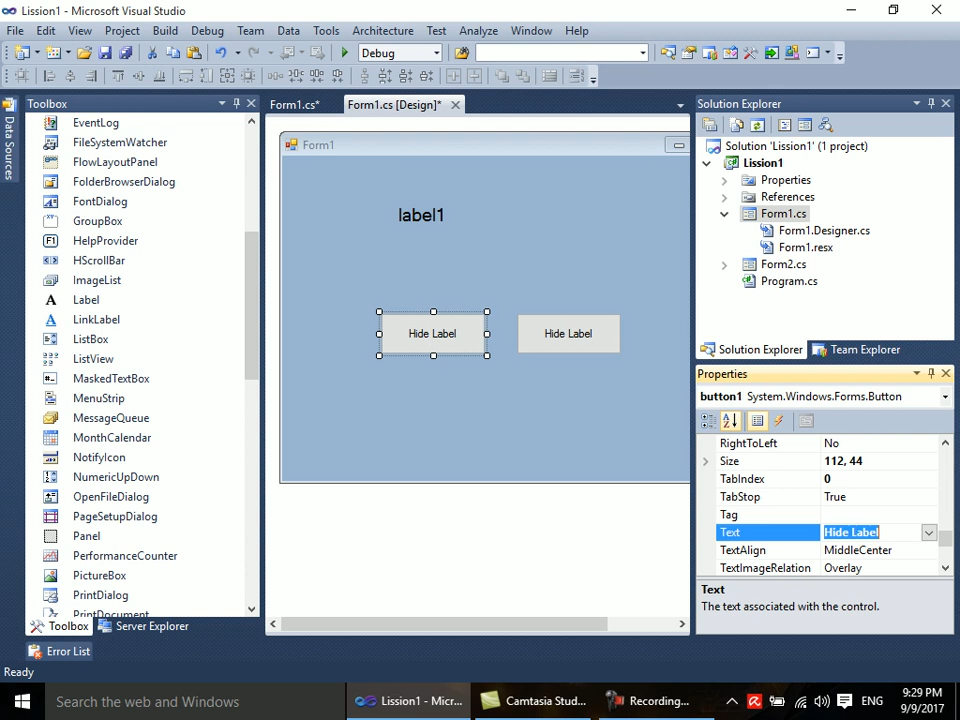 Lission1 - Microsoft Visual Studio
File Edit View Project Build Debug Team Data Tools Architecture Test Analyze Window Help
Debug
Data Sources
Toolbox
EventLog
FileSystemWatcher
FlowLayoutPanel
FolderBrowserDialog
FontDialog
GroupBox
HelpProvider
HScrollBar
ImageList
Label
LinkLabel
ListBox
ListView
MaskedTextBox
MenuStrip
MessageQueue
MonthCalendar
NotifyIcon
NumericUpDown
OpenFileDialog
PageSetupDialog
Panel
PerformanceCounter
PictureBox
PrintDialog
PrintDocument
Toolbox Server Explorer
Form1.cs* Form1.cs [Design]*
Form1
label1
Hide Label Hide Label
Solution Explorer
Solution 'Lission1' (1 project)
Lission1
Properties
References
Form1.cs
Form1.Designer.cs
Form1.resx
Form2.cs
Program.cs
Solution Explorer Team Explorer
Properties
button1 System.Windows.Forms.Button
RightToLeft No
Size 112, 44
TabIndex 0
TabStop True
Tag
Text Hide Label
TextAlign MiddleCenter
TextImageRelation Overlay
Text
The text associated with the control.
Error List
Ready
Search the web and Windows
Lission1 - Micr...
Camtasia Stud...
Recording...
ENG
9:29 PM
9/9/2017